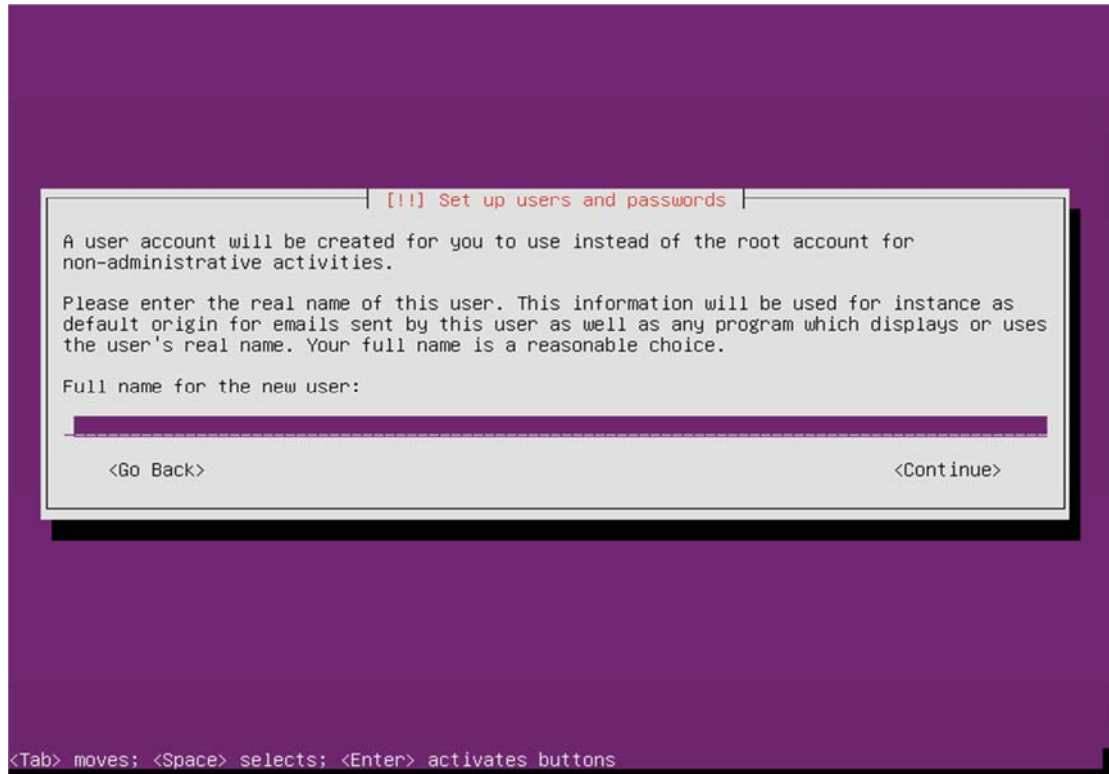 [!!] Set up users and passwords
A user account will be created for you to use instead of the root account for
non-administrative activities.
Please enter the real name of this user. This information will be used for instance as
default origin for emails sent by this user as well as any program which displays or uses
the user's real name. Your full name is a reasonable choice.
Full name for the new user:
<Go Back> <Continue>
<Tab> moves; <Space> selects; <Enter> activates buttons